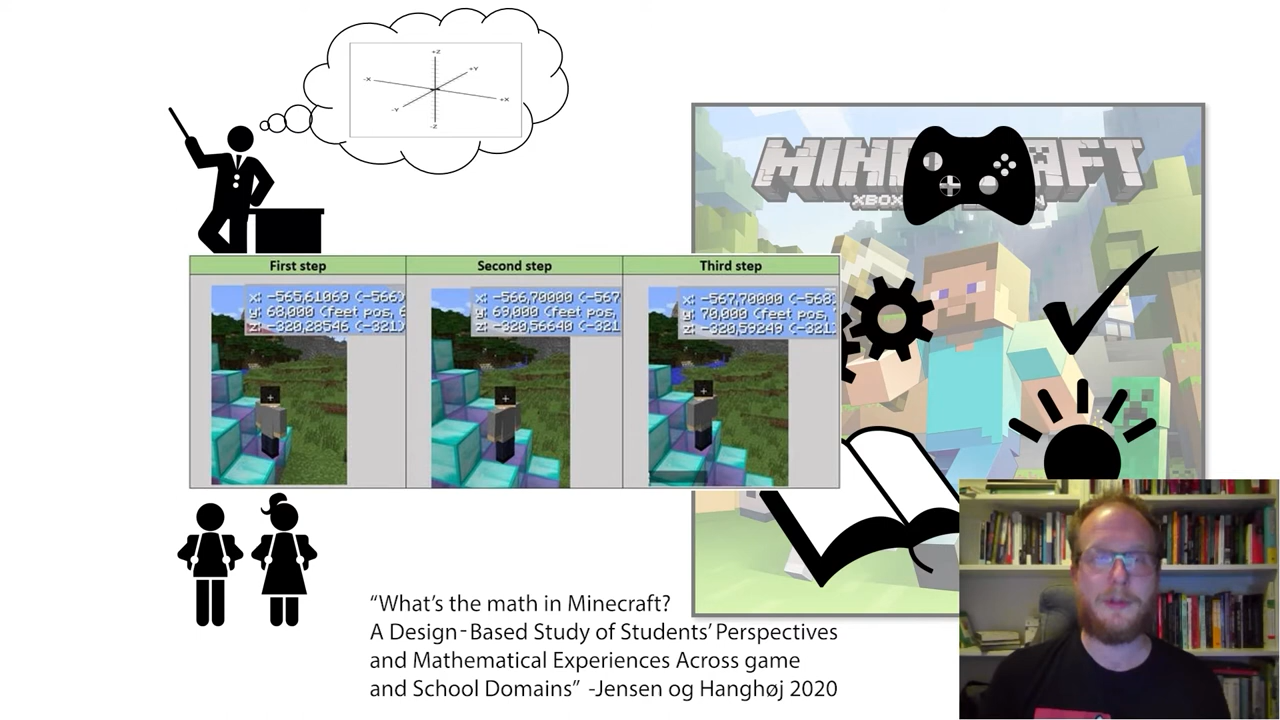 +Z
+Y
-X
+X
-Y
-Z
MINECRAFT
XBOX
First step
Second step
Third step
x: -565,61069 (-566)
y: 68,000 (feet pos,
z: -320,28546 (-321)
x: -566,70000 (-567
y: 69,000 (feet pos,
z: -320,56640 (-321
x: -567,70000 (-568
y: 70,000 (feet pos,
z: -320,59249 (-321
“What’s the math in Minecraft?
A Design-Based Study of Students’ Perspectives
and Mathematical Experiences Across game
and School Domains” -Jensen og Hanghøj 2020